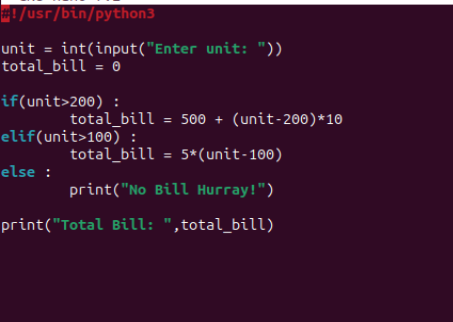 #!/usr/bin/python3

unit = int(input("Enter unit: "))
total_bill = 0

if(unit>200) :
        total_bill = 500 + (unit-200)*10
elif(unit>100) :
        total_bill = 5*(unit-100)
else :
        print("No Bill Hurray!")

print("Total Bill: ",total_bill)